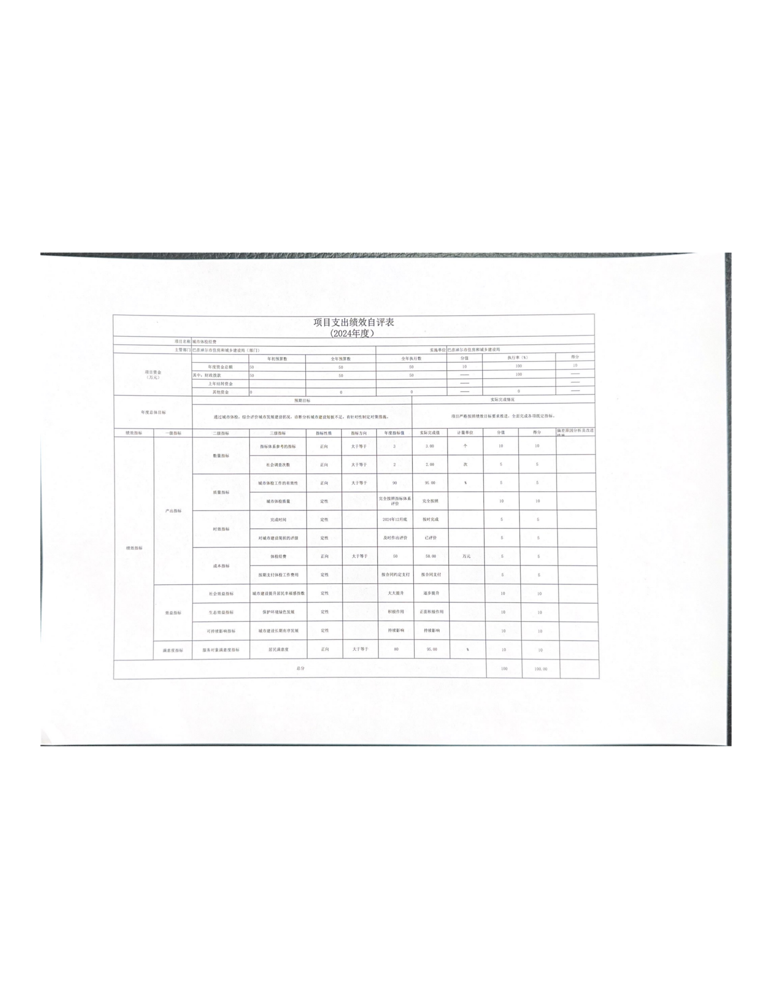 项目支出绩效自评表
(2024年度)
项目名称 城市体检经费
主管部门 巴彦淖尔市住房和城乡建设局(部门) 实施单位 巴彦淖尔市住房和城乡建设局
项目资金
(万元)
年初预算数 全年预算数 全年执行数 分值 执行率(%) 得分
年度资金总额 50 50 50 10 100 10
其中:财政拨款 50 50 50 —— 100 ——
上年结转资金 —— ——
其他资金 0 0 0 —— 0 ——
年度总体目标
预期目标 实际完成情况
通过城市体检,综合评价城市发展建设状况,诊断分析城市建设短板不足,有针对性制定对策措施。 项目严格按照绩效目标要求推进,全面完成各项既定指标。
绩效指标 一级指标 二级指标 三级指标 指标性质 指标方向 年度指标值 实际完成值 计量单位 分值 得分 偏差原因分析及改进
绩效指标
产出指标
数量指标
指标体系参考的指标 正向 大于等于 3 3.00 个 10 10
社会调查次数 正向 大于等于 2 2.00 次 5 5
质量指标
城市体检工作的有效性 正向 大于等于 90 95.00 % 5 5
城市体检质量 定性 完全按照指标体系评价 完全按照 10 10
时效指标
完成时间 定性 2024年12月底 按时完成 5 5
对城市建设现状的评级 定性 及时作出评价 已评价 5 5
成本指标
体检经费 正向 大于等于 50 50.00 万元 5 5
按期支付体检工作费用 定性 按合同约定支付 按合同支付 5 5
效益指标
社会效益指标 城市建设提升居民幸福感指数 定性 大大提升 逐步提升 10 10
生态效益指标 保护环境绿色发展 定性 积极作用 正面积极作用 10 10
可持续影响指标 城市建设长期有序发展 定性 持续影响 持续影响 10 10
满意度指标 服务对象满意度指标 居民满意度 正向 大于等于 80 95.00 % 10 10
总分 100 100.00